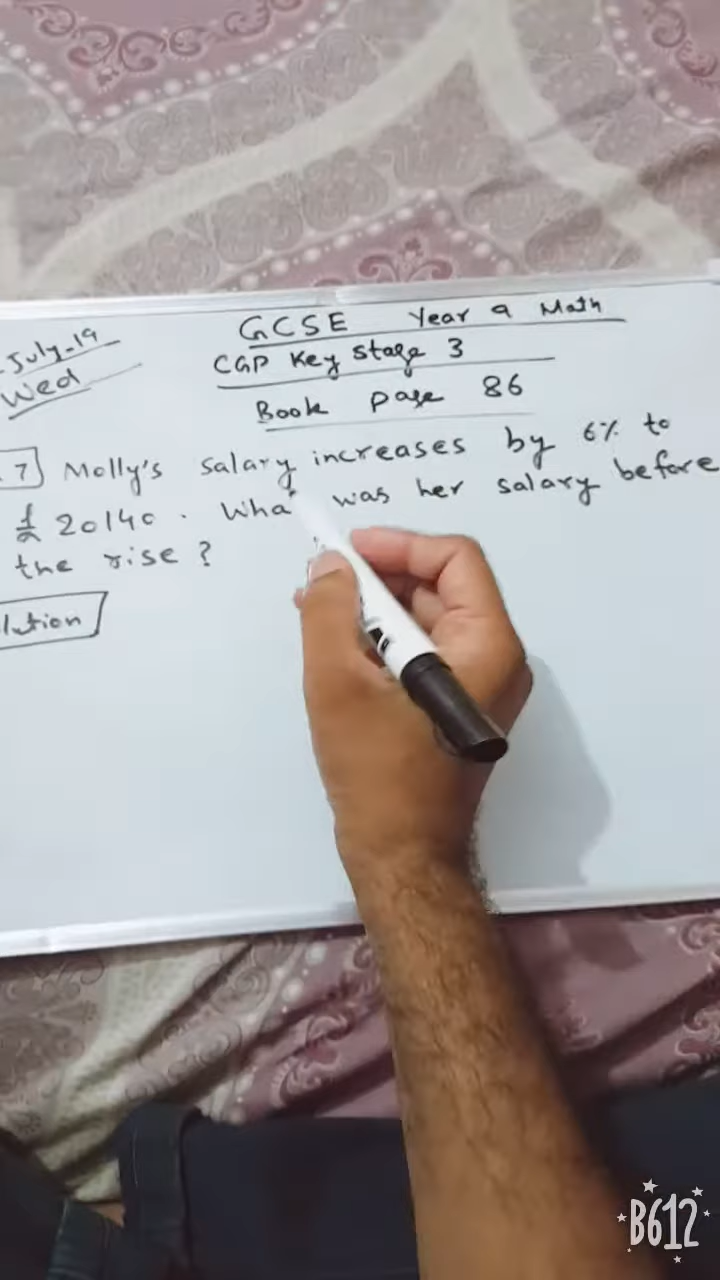 July-19
Wed
GCSE Year 9 Math
CGP Key Stage 3
Book page 86
7] Molly's salary increases by 6% to
£ 20140. What was her salary before
the rise?
lution
B612